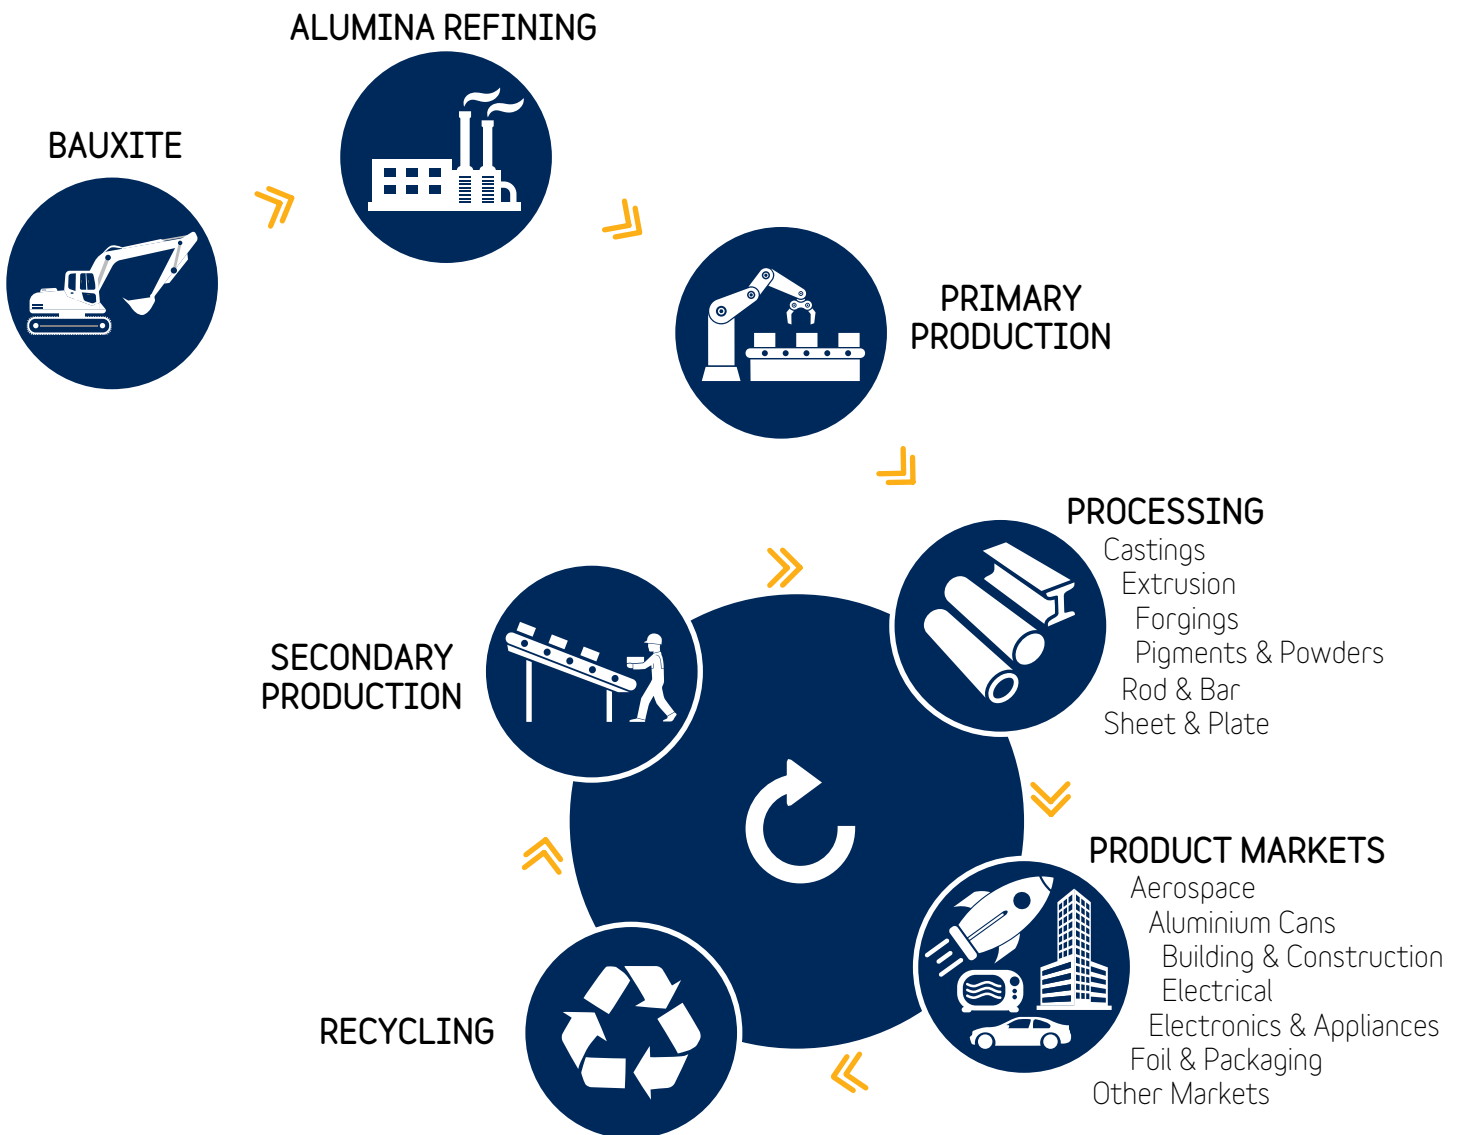 ALUMINA REFINING
BAUXITE
PRIMARY
PRODUCTION
PROCESSING
Castings
Extrusion
Forgings
Pigments & Powders
Rod & Bar
Sheet & Plate
SECONDARY
PRODUCTION
PRODUCT MARKETS
Aerospace
Aluminium Cans
Building & Construction
Electrical
Electronics & Appliances
Foil & Packaging
Other Markets
RECYCLING